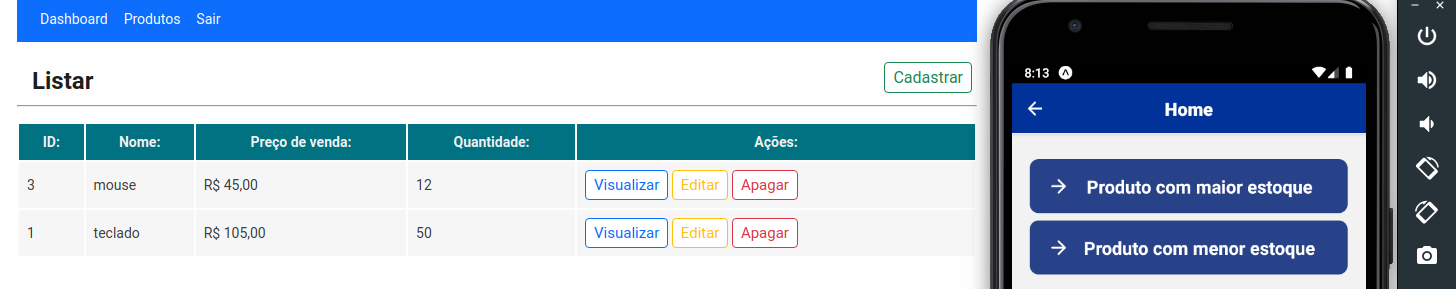 Dashboard Produtos Sair
Listar Cadastrar
ID: Nome: Preço de venda: Quantidade: Ações:
3 mouse R$ 45,00 12 Visualizar Editar Apagar
1 teclado R$ 105,00 50 Visualizar Editar Apagar
8:13
Home
Produto com maior estoque
Produto com menor estoque